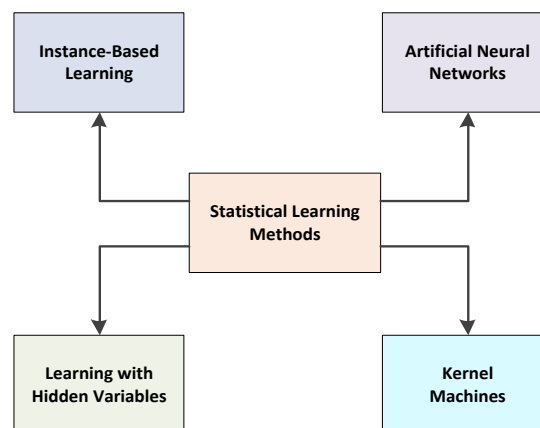 Instance-Based
Learning
Artificial Neural
Networks
Statistical Learning
Methods
Learning with
Hidden Variables
Kernel
Machines